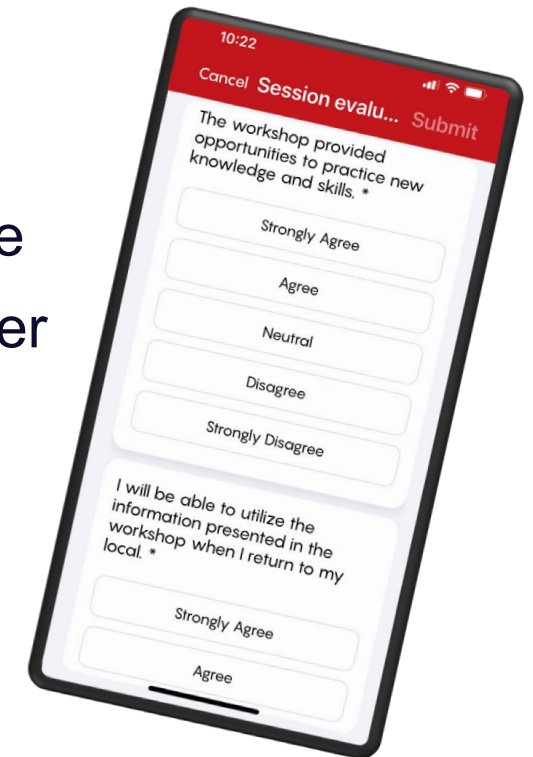 10:22
Cancel Session evalu... Submit
The workshop provided
opportunities to practice new
knowledge and skills. *
Strongly Agree
Agree
Neutral
Disagree
Strongly Disagree
I will be able to utilize the
information presented in the
workshop when I return to my
local. *
Strongly Agree
Agree
e
er